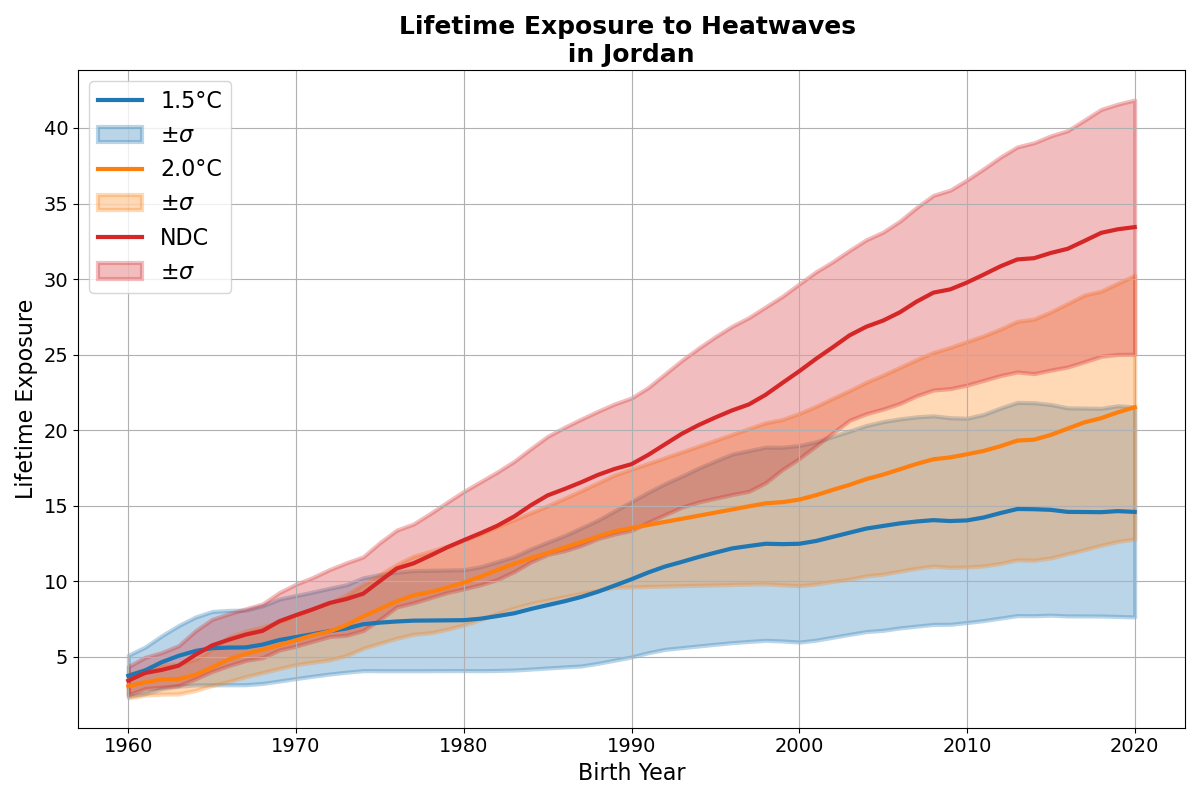 Lifetime Exposure to Heatwaves
in Jordan
1.5°C
±σ
2.0°C
±σ
NDC
±σ
Lifetime Exposure
40
35
30
25
20
15
10
5
1960
1970
1980
1990
2000
2010
2020
Birth Year